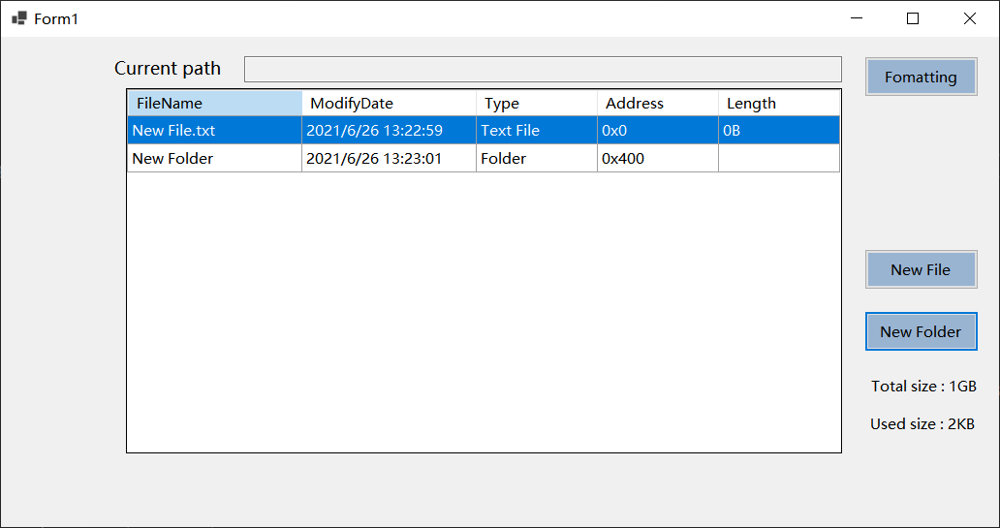 Form1
Current path
Fomatting
FileName ModifyDate Type Address Length
New File.txt 2021/6/26 13:22:59 Text File 0x0 0B
New Folder 2021/6/26 13:23:01 Folder 0x400
New File
New Folder
Total size : 1GB
Used size : 2KB